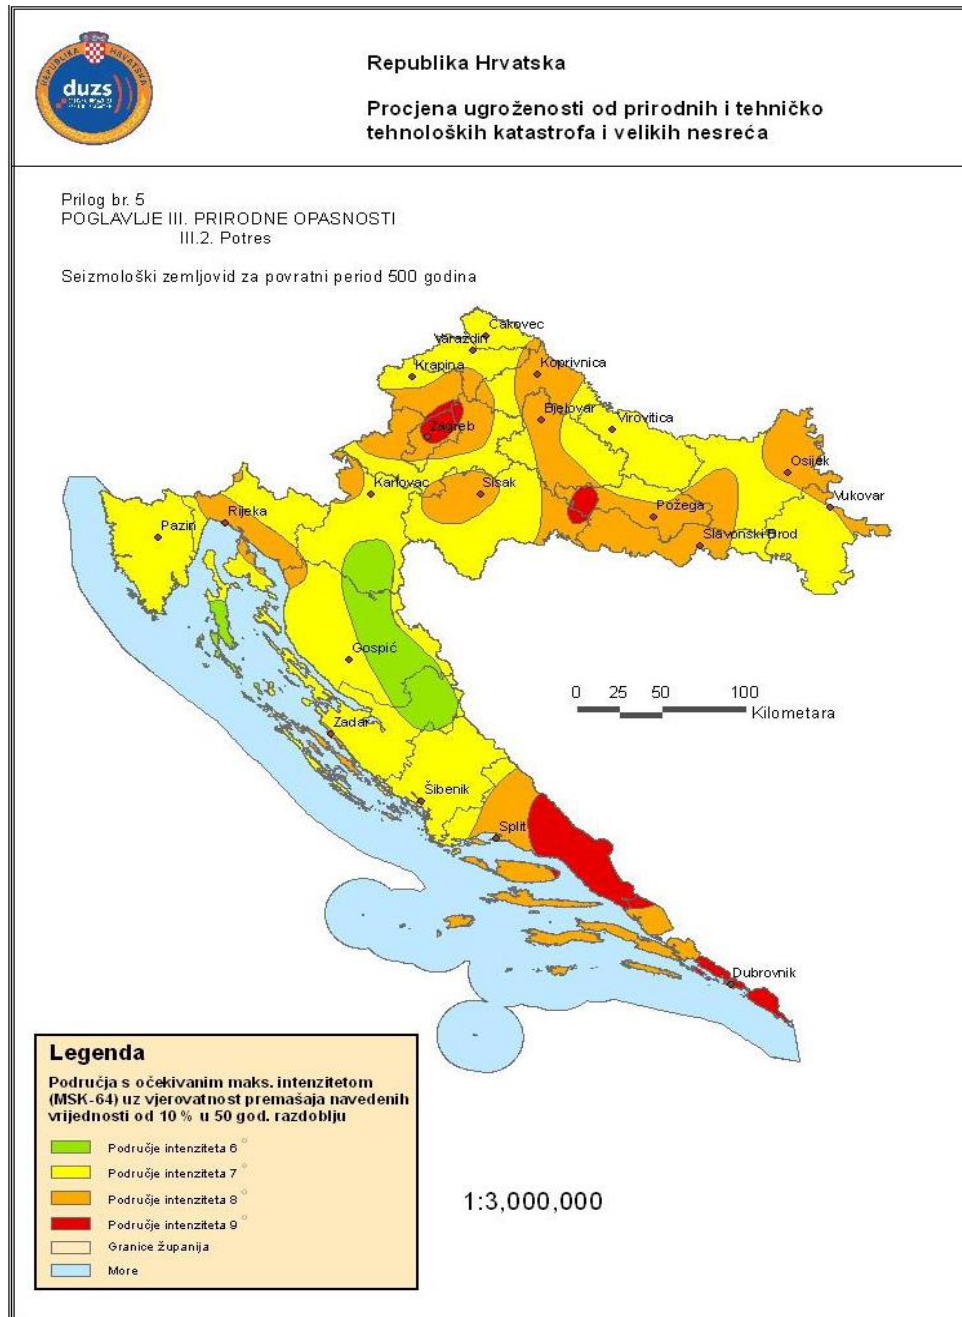 REPUBLIKA HRVATSKA
duzs
Republika Hrvatska
Procjena ugroženosti od prirodnih i tehničko
tehnoloških katastrofa i velikih nesreća
Prilog br. 5
POGLAVLJE III. PRIRODNE OPASNOSTI
III.2. Potres
Seizmološki zemljovid za povratni period 500 godina
Čakovec
Varaždin
Krapina
Koprivnica
Bjelovar
Virovitica
Zagreb
Osijek
Karlovac
Sisak
Vukovar
Rijeka
Požega
Pazin
Slavonski Brod
Gospić
0 25 50 100
Kilometara
Zadar
Šibenik
Split
Dubrovnik
Legenda
Područja s očekivanim maks. intenzitetom
(MSK-64) uz vjerovatnost premašaja navedenih
vrijednosti od 10 % u 50 god. razdoblju
Područje intenziteta 6 °
Područje intenziteta 7 °
Područje intenziteta 8 °
Područje intenziteta 9 °
Granice županija
More
1:3,000,000